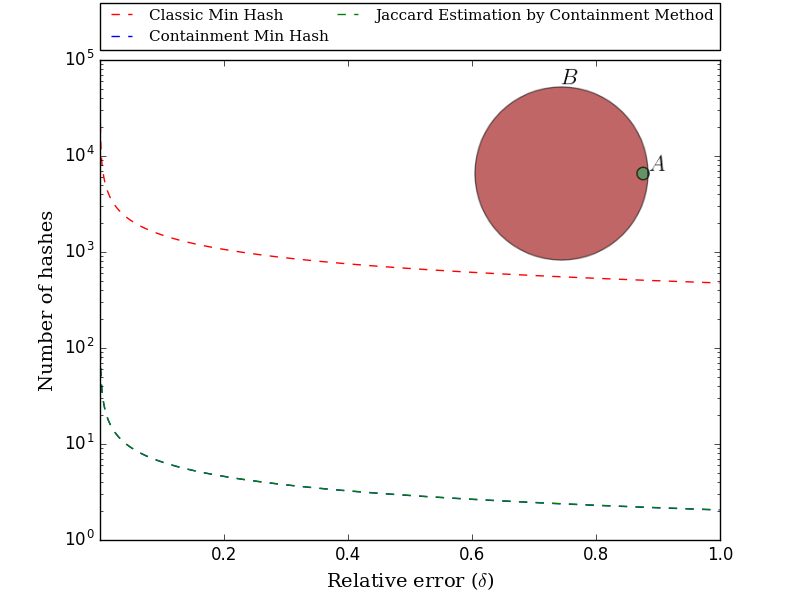 Classic Min Hash
Containment Min Hash
Jaccard Estimation by Containment Method
10^5
10^4
10^3
10^2
10^1
10^0
Number of hashes
B
A
0.2 0.4 0.6 0.8 1.0
Relative error (δ)